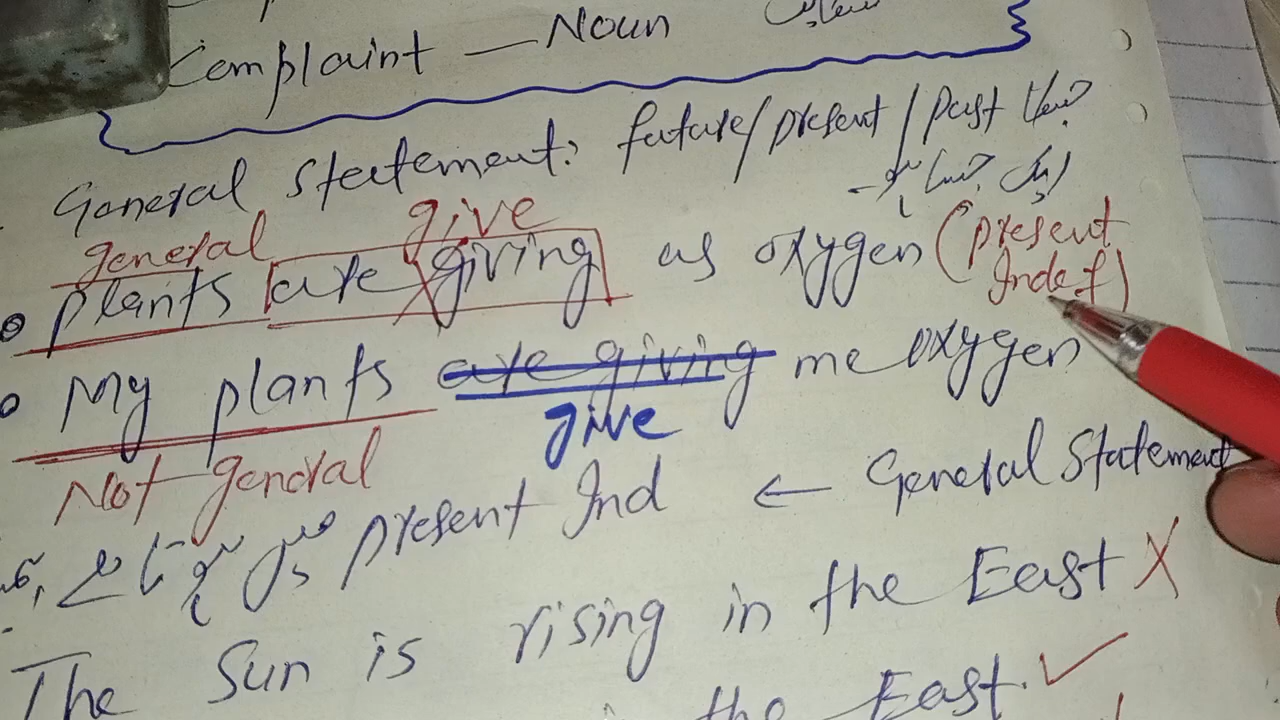 Complaint — Noun شکایت
General Statement: future/present/past
general give
plants are giving us oxygen (present Indef)
My plants are giving me oxygen
give
Not general
present Ind ← General Statement
The Sun is rising in the East X
the East. ✓